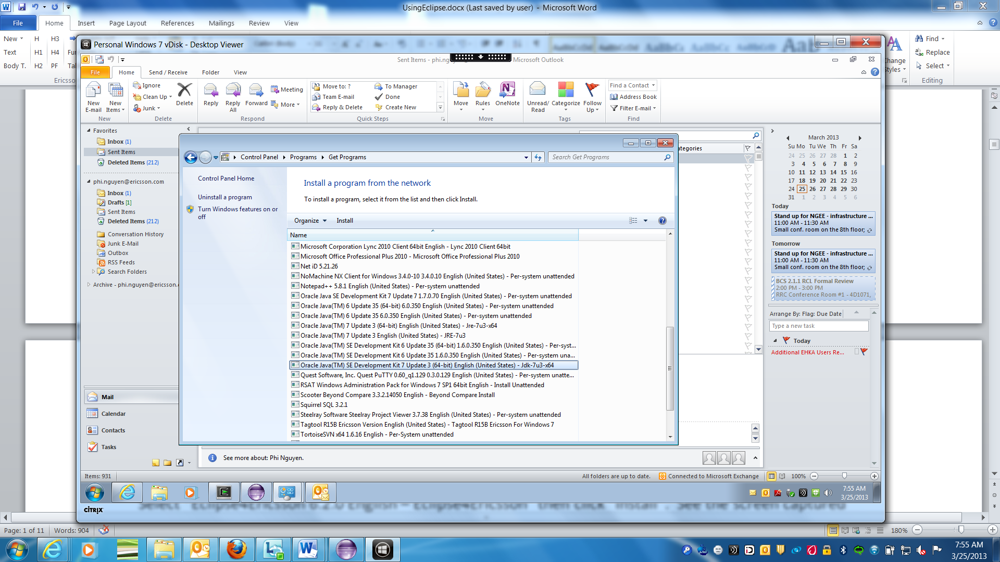 UsingEclipse.docx (Last saved by user) - Microsoft Word
File Home Insert Page Layout References Mailings Review View
New H H3
Text H1 H4
Body T. H2 PF
Find
Replace
Select
Change
Styles
Editing
Personal Windows 7 vDisk - Desktop Viewer
Sent Items - Microsoft Outlook
File Home Send / Receive Folder View
New E-mail
New Items
New
Ignore
Clean Up
Junk
Delete
Delete
Reply
Reply All
Forward
Meeting
More
Respond
Move to: ?
Team E-mail
Reply & Delete
To Manager
Done
Create New
Quick Steps
Move
Rules
OneNote
Move
Unread/ Read
Categorize
Follow Up
Tags
Find a Contact
Address Book
Filter E-mail
Find
Favorites
Inbox (1)
Sent Items
Deleted Items (212)
phi.nguyen@ericsson.com
Inbox (1)
Drafts [1]
Sent Items
Deleted Items (212)
Conversation History
Junk E-Mail
Outbox
RSS Feeds
Search Folders
Archive - phi.nguyen@ericsson.
Mail
Calendar
Contacts
Tasks
Control Panel Programs Get Programs
Search Get Programs
Control Panel Home
Uninstall a program
Turn Windows features on or
off
Install a program from the network
To install a program, select it from the list and then click Install.
Organize Install
Name
Microsoft Corporation Lync 2010 Client 64bit English - Lync 2010 Client 64bit
Microsoft Office Professional Plus 2010 - Microsoft Office Professional Plus 2010
Net iD 5.21.26
NoMachine NX Client for Windows 3.4.0-10 3.4.0.10 English (United States) - Per-system unattended
Notepad++ 5.8.1 English (United States) - Per-system unattended
Oracle Java SE Development Kit 7 Update 7 1.7.0.70 English (United States) - Per-system unattended
Oracle Java(TM) 6 Update 35 (64-bit) 6.0.350 English (United States) - Per-system unattended
Oracle Java(TM) 6 Update 35 6.0.350 English (United States) - Per-system unattended
Oracle Java(TM) 7 Update 3 (64-bit) English (United States) - Jre-7u3-x64
Oracle Java(TM) 7 Update 3 English (United States) - JRE-7u3
Oracle Java(TM) SE Development Kit 6 Update 35 (64-bit) 1.6.0.350 English (United States) - Per-syst...
Oracle Java(TM) SE Development Kit 6 Update 35 1.6.0.350 English (United States) - Per-system una...
Oracle Java(TM) SE Development Kit 7 Update 3 (64-bit) English (United States) - Jdk-7u3-x64
Quest Software, Inc. Quest PuTTY 0.60_q1.129 0.3.0.129 English (United States) - Per-system unatte...
RSAT Windows Administration Pack for Windows 7 SP1 64bit English - Install Unattended
Scooter Beyond Compare 3.3.2.14050 English - Beyond Compare Install
Squirrel SQL 3.2.1
Steelray Software Steelray Project Viewer 3.7.38 English (United States) - Per-system unattended
Tagtool R15B Ericsson Version English (United States) - Tagtool R15B Ericsson For Windows 7
TortoiseSVN x64 1.6.16 English - Per-System unattended
March 2013
Su Mo Tu We Th Fr Sa
24 25 26 27 28 1 2
3 4 5 6 7 8 9
10 11 12 13 14 15 16
17 18 19 20 21 22 23
24 25 26 27 28 29 30
31 1 2 3 4 5 6
Today
Stand up for NGEE - infrastructure ...
11:00 AM - 11:30 AM
Small conf. room on the 8th floor;
Tomorrow
Stand up for NGEE - infrastructure ...
11:00 AM - 11:30 AM
Small conf. room on the 8th floor;
BCS 2.1.1 RCL Formal Review
2:00 PM - 3:00 PM
RRC Conference Room #1 - 4D1071,
Arrange By: Flag: Due Date
Type a new task
Today
Additional EHKA Users Re...
See more about: Phi Nguyen.
Items: 931
All folders are up to date. Connected to Microsoft Exchange 100%
7:55 AM
3/25/2013
CITRIX
Select "Eclipse4Ericsson 6.2.0 English – Eclipse4Ericsson" then click "Install". See the screen captured
Page: 1 of 11 Words: 904
180%
7:55 AM
3/25/2013